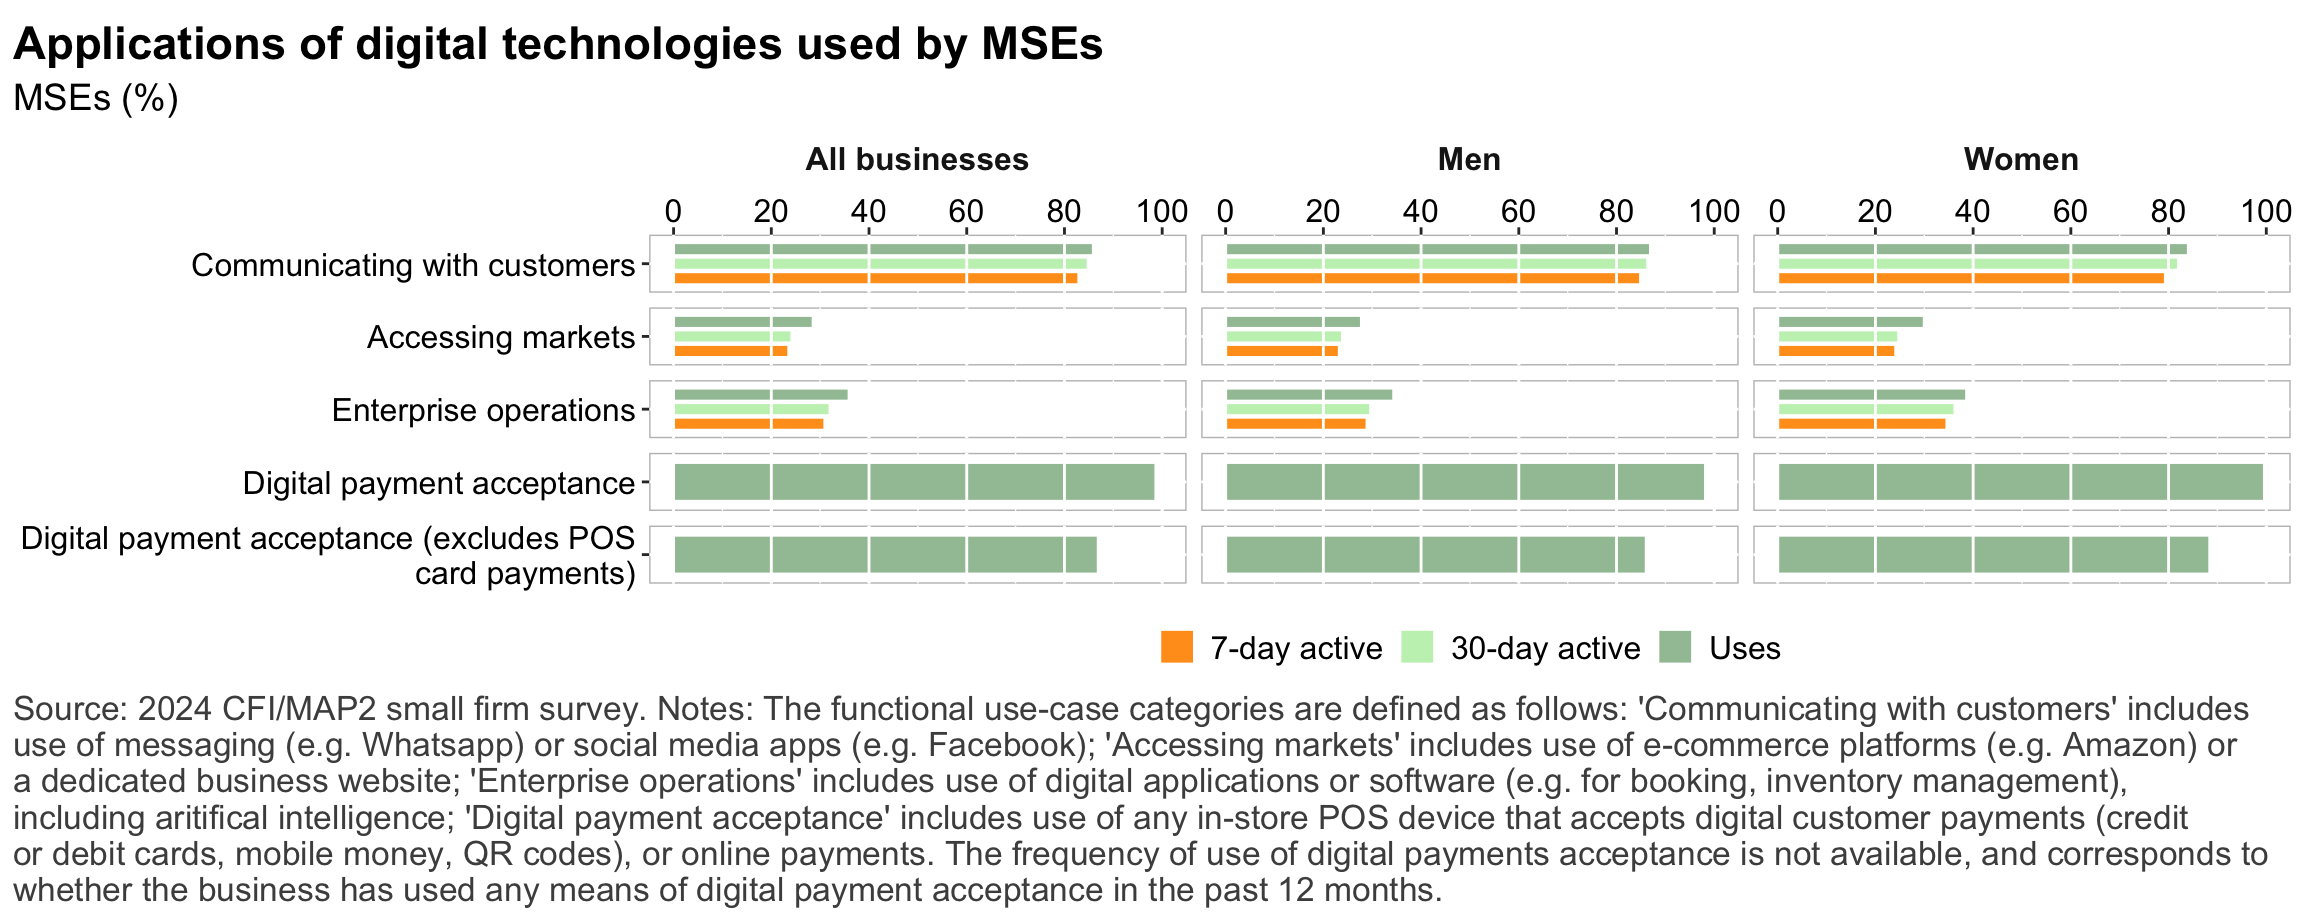 Applications of digital technologies used by MSEs
MSEs (%)
All businesses Men Women
0 20 40 60 80 100 0 20 40 60 80 100 0 20 40 60 80 100
Communicating with customers
Accessing markets
Enterprise operations
Digital payment acceptance
Digital payment acceptance (excludes POS
card payments)
7-day active 30-day active Uses
Source: 2024 CFI/MAP2 small firm survey. Notes: The functional use-case categories are defined as follows: 'Communicating with customers' includes
use of messaging (e.g. Whatsapp) or social media apps (e.g. Facebook); 'Accessing markets' includes use of e-commerce platforms (e.g. Amazon) or
a dedicated business website; 'Enterprise operations' includes use of digital applications or software (e.g. for booking, inventory management),
including aritifical intelligence; 'Digital payment acceptance' includes use of any in-store POS device that accepts digital customer payments (credit
or debit cards, mobile money, QR codes), or online payments. The frequency of use of digital payments acceptance is not available, and corresponds to
whether the business has used any means of digital payment acceptance in the past 12 months.